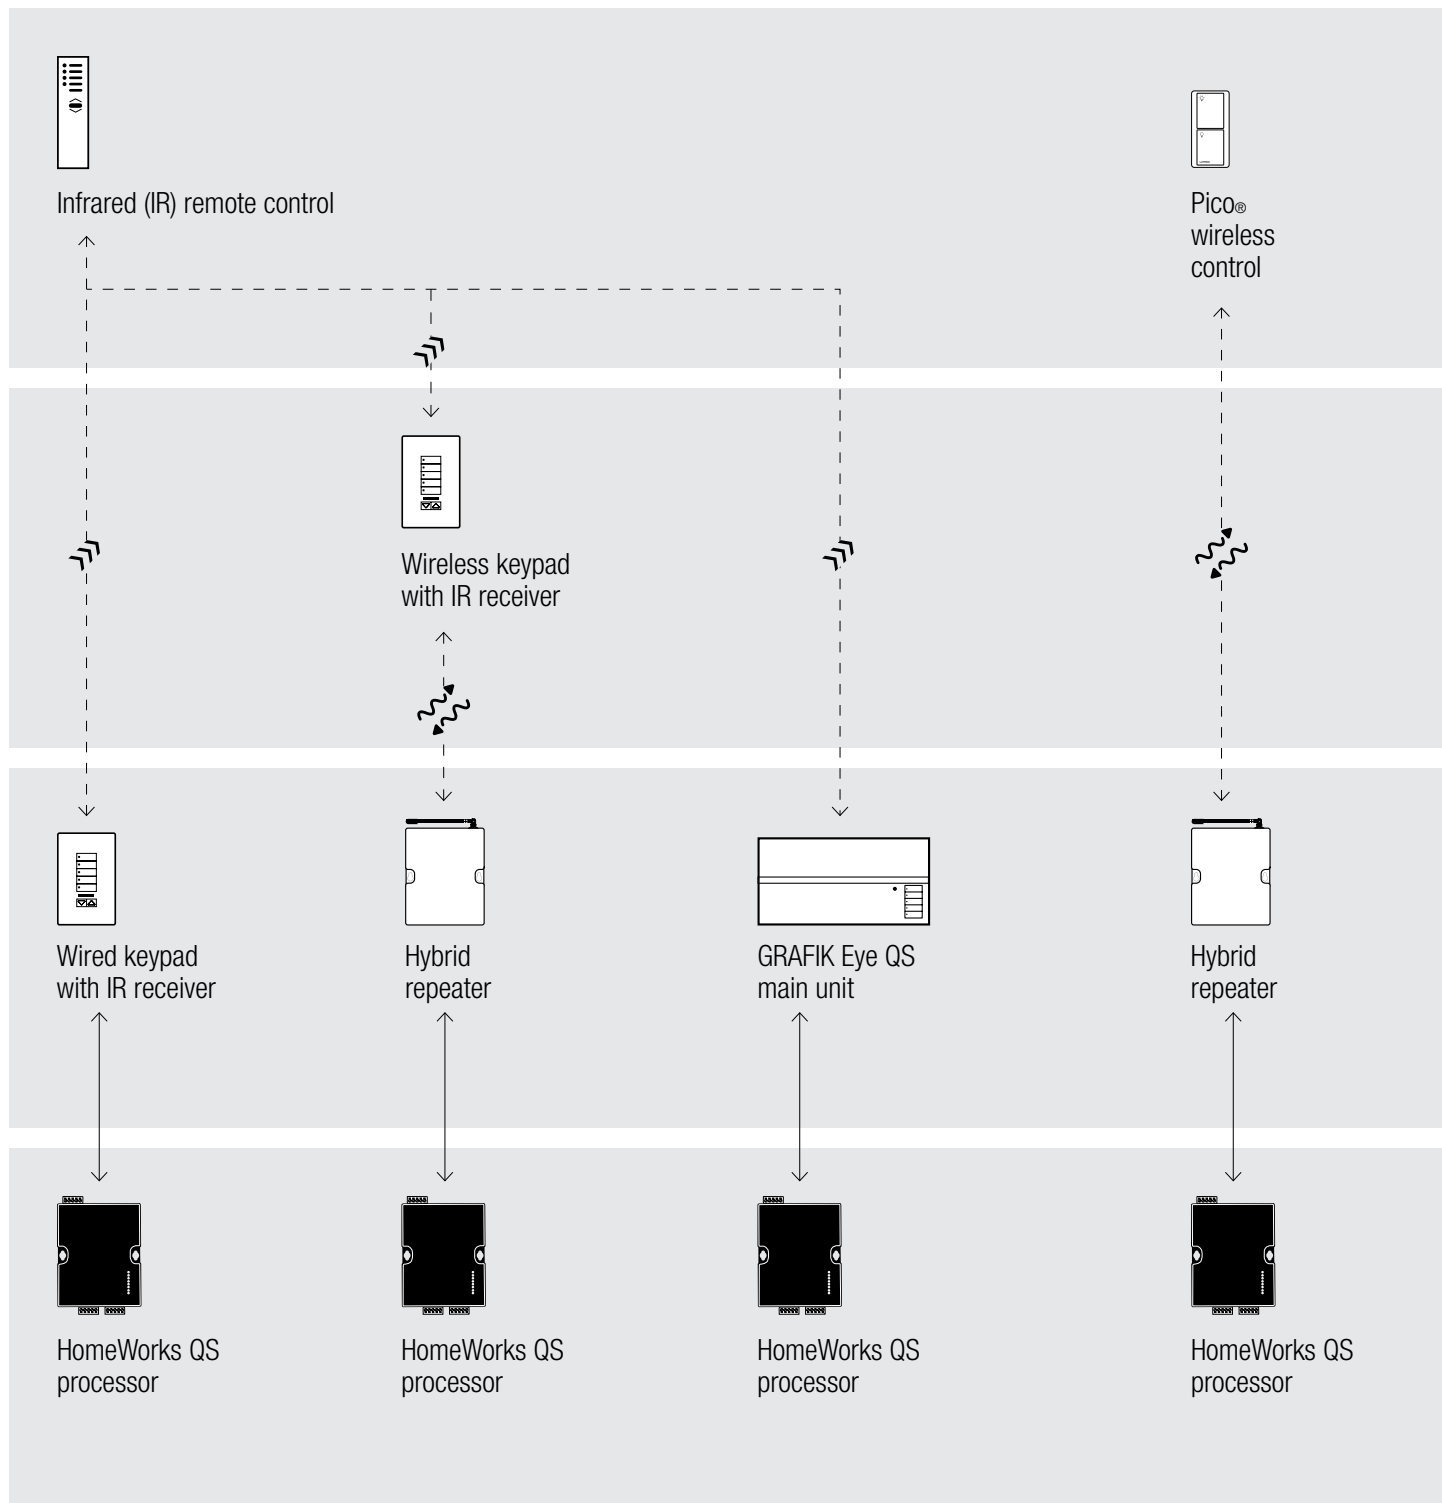 Infrared (IR) remote control
Pico®
wireless
control
Wireless keypad
with IR receiver
Wired keypad
with IR receiver
Hybrid
repeater
GRAFIK Eye QS
main unit
Hybrid
repeater
HomeWorks QS
processor
HomeWorks QS
processor
HomeWorks QS
processor
HomeWorks QS
processor